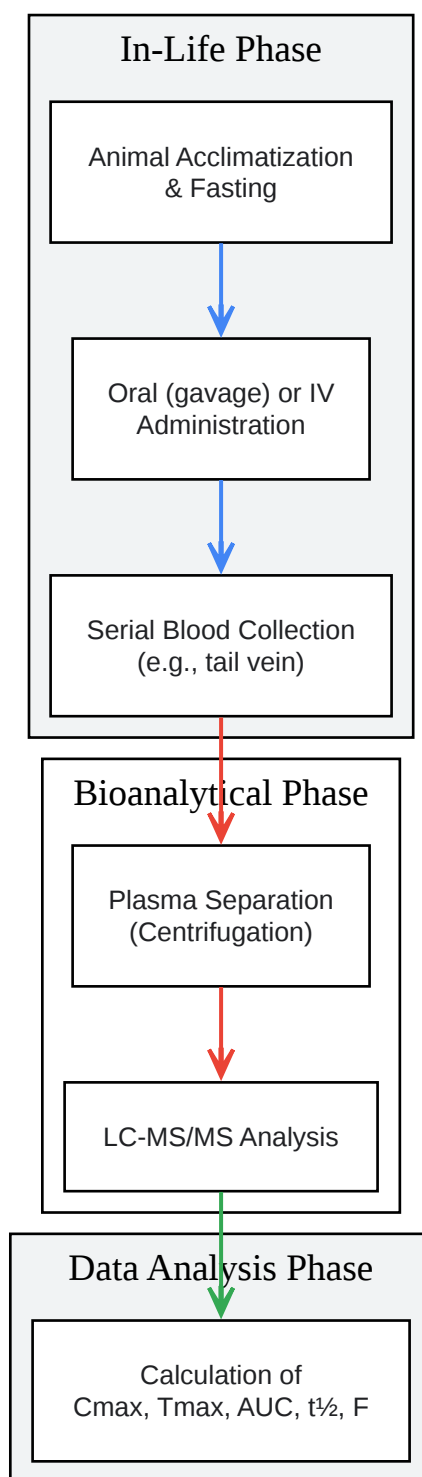 In-Life Phase
Animal Acclimatization
& Fasting
Oral (gavage) or IV
Administration
Serial Blood Collection
(e.g., tail vein)
Bioanalytical Phase
Plasma Separation
(Centrifugation)
LC-MS/MS Analysis
Data Analysis Phase
Calculation of
Cmax, Tmax, AUC, t½, F